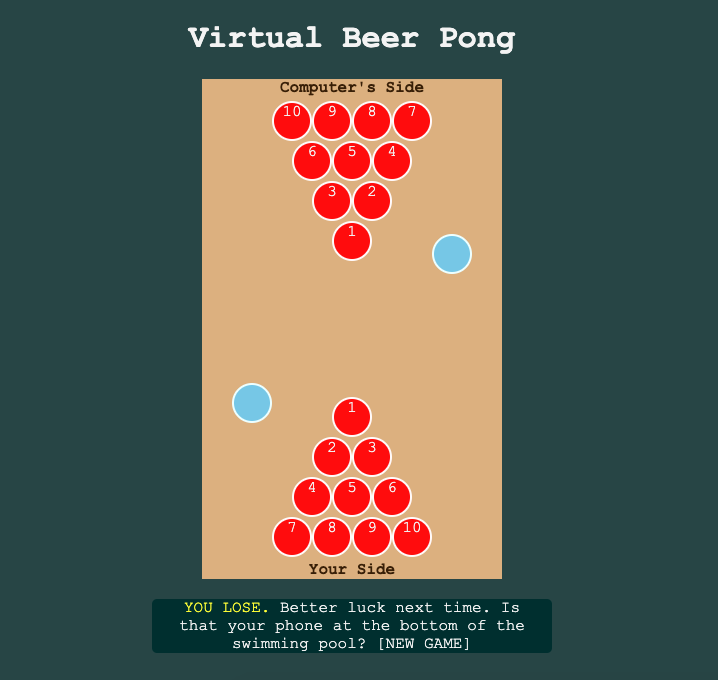 Virtual Beer Pong
Computer's Side
10 9 8 7
6 5 4
3 2
1
1
2 3
4 5 6
7 8 9 10
Your Side
YOU LOSE. Better luck next time. Is
that your phone at the bottom of the
swimming pool? [NEW GAME]